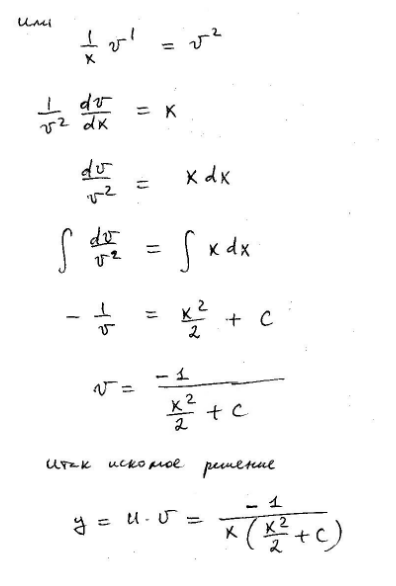 или
1/x v' = v²
1/v² dv/dx = x
dv/v² = x dx
∫ dv/v² = ∫ x dx
- 1/v = x²/2 + C
v = -1/(x²/2 + C)
итак искомое решение
y = u · v = -1/(x(x²/2 + C))